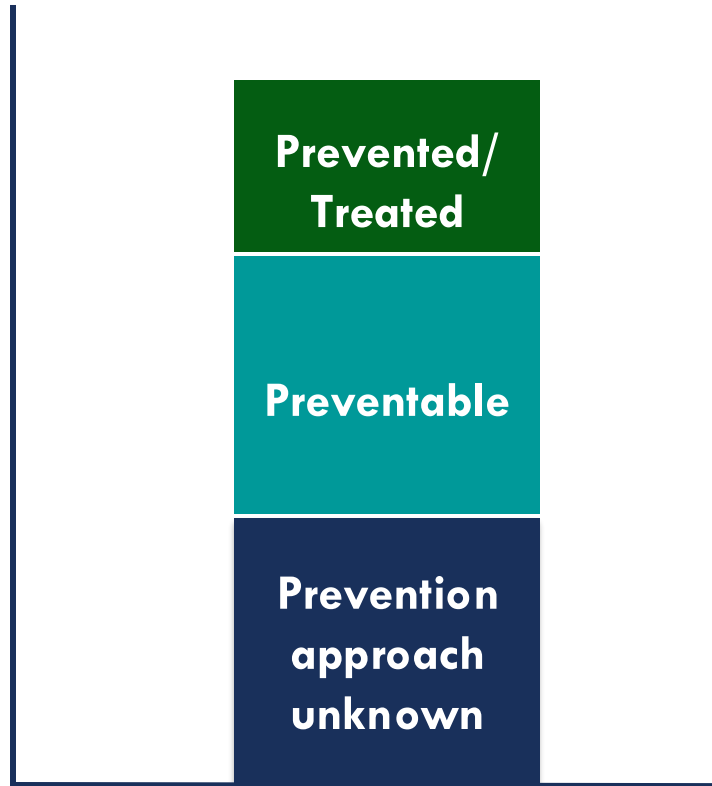 Prevented/
Treated
Preventable
Prevention
approach
unknown